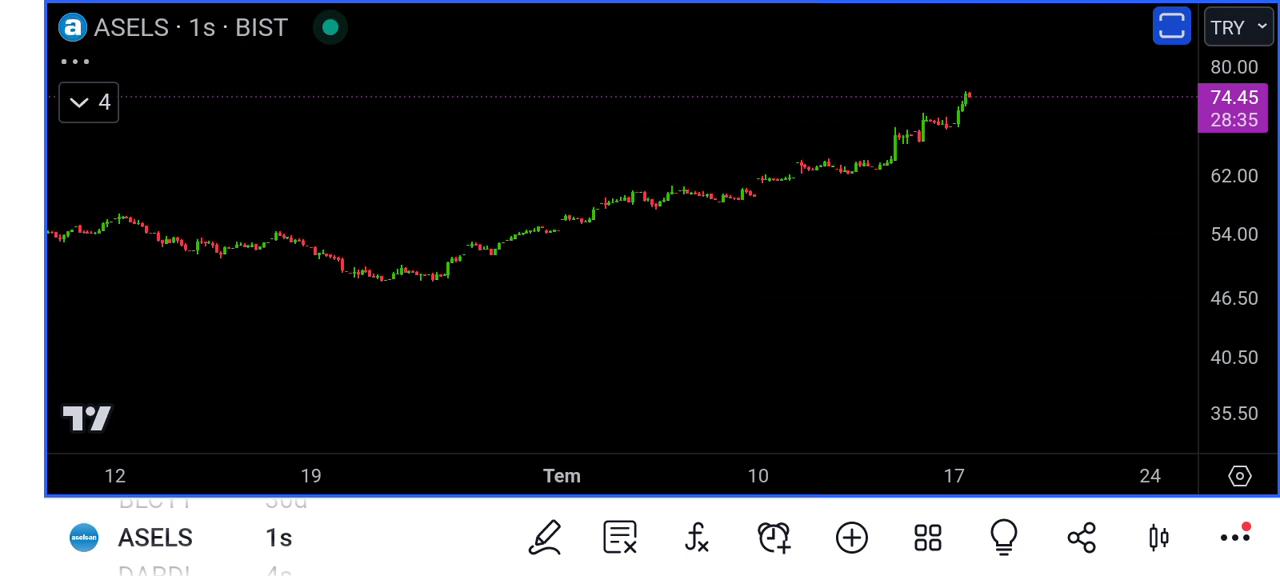 ASELS · 1s · BIST
TRY
4
80.00
74.45
28:35
62.00
54.00
46.50
40.50
35.50
12 19 Tem 10 17 24
aselsan ASELS 1s